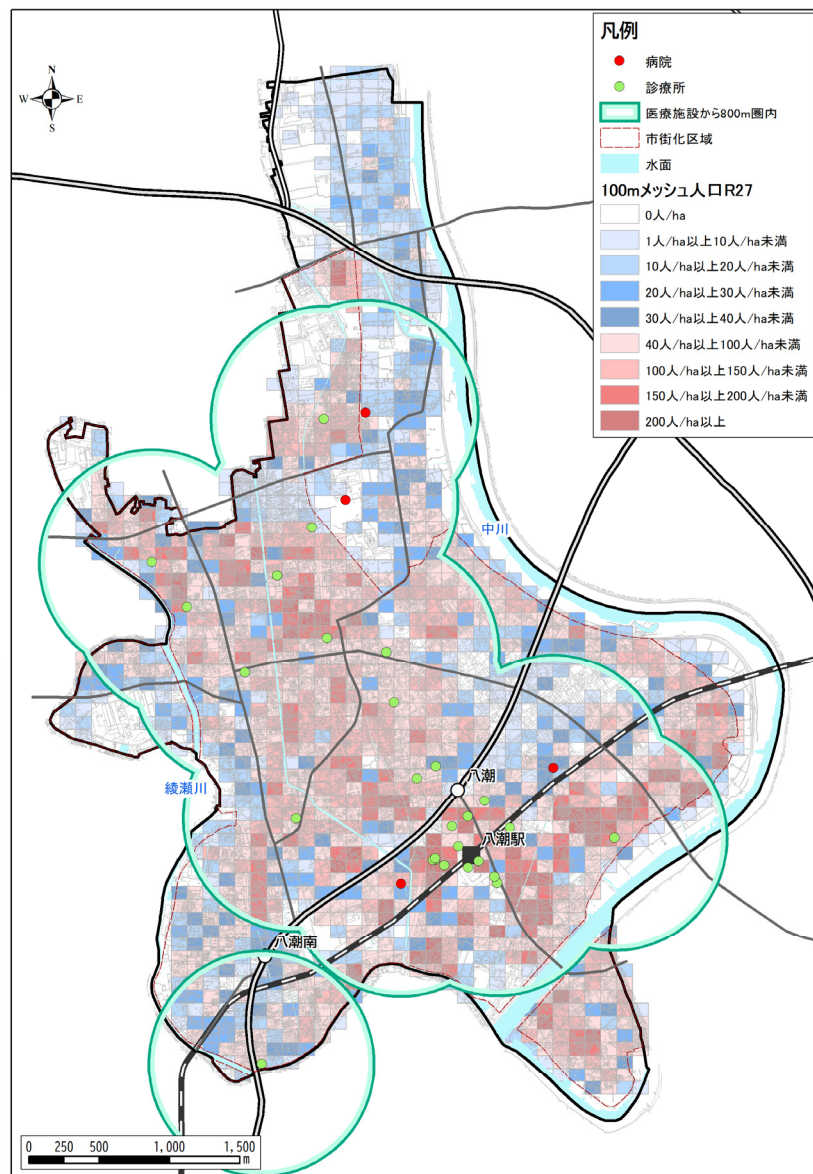 凡例
病院
診療所
医療施設から800m圏内
市街化区域
水面
100mメッシュ人口R27
0人/ha
1人/ha以上10人/ha未満
10人/ha以上20人/ha未満
20人/ha以上30人/ha未満
30人/ha以上40人/ha未満
40人/ha以上100人/ha未満
100人/ha以上150人/ha未満
150人/ha以上200人/ha未満
200人/ha以上
N
W E
S
中川
綾瀬川
八潮
八潮駅
八潮南
0 250 500 1,000 1,500
m